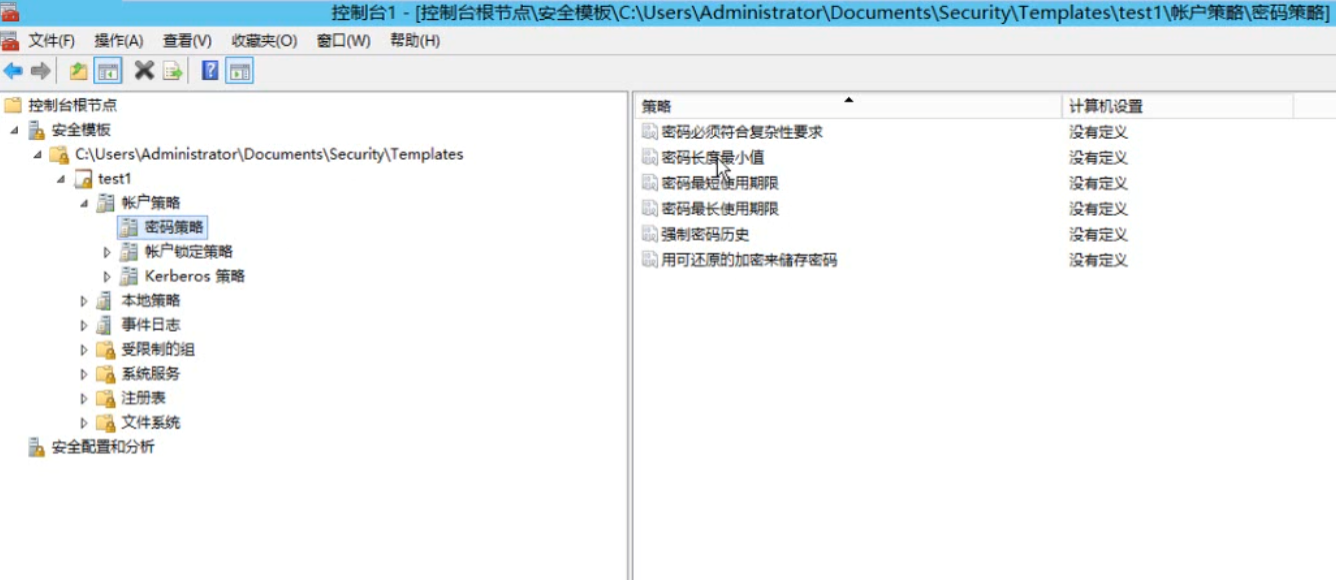 控制台1 - [控制台根节点\安全模板\C:\Users\Administrator\Documents\Security\Templates\test1\帐户策略\密码策略]
文件(F) 操作(A) 查看(V) 收藏夹(O) 窗口(W) 帮助(H)
控制台根节点
安全模板
C:\Users\Administrator\Documents\Security\Templates
test1
帐户策略
密码策略
帐户锁定策略
Kerberos 策略
本地策略
事件日志
受限制的组
系统服务
注册表
文件系统
安全配置和分析
策略 计算机设置
密码必须符合复杂性要求 没有定义
密码长度最小值 没有定义
密码最短使用期限 没有定义
密码最长使用期限 没有定义
强制密码历史 没有定义
用可还原的加密来储存密码 没有定义